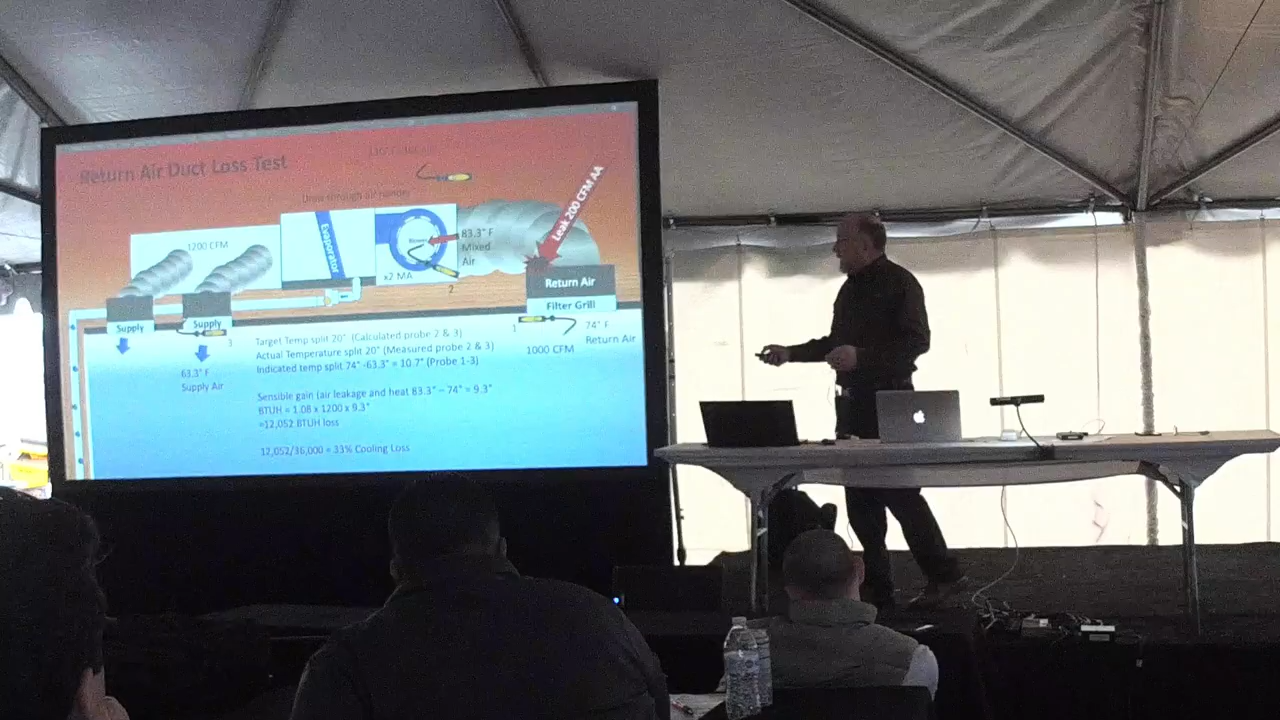 Return Air Duct Loss Test
Draw through air handler
Leak 200 CFM AA
1200 CFM
Evaporator
Blower
83.3° F
Mixed
Air
x2 MA
2
Return Air
Filter Grill
Supply
Supply
3
1
74° F
Return Air
1000 CFM
63.3° F
Supply Air
Target Temp split 20° (Calculated probe 2 & 3)
Actual Temperature split 20° (Measured probe 2 & 3)
Indicated temp split 74° -63.3° = 10.7° (Probe 1-3)
Sensible gain (air leakage and heat 83.3° – 74° = 9.3°
BTUH = 1.08 x 1200 x 9.3°
=12,052 BTUH loss
12,052/36,000 = 33% Cooling Loss